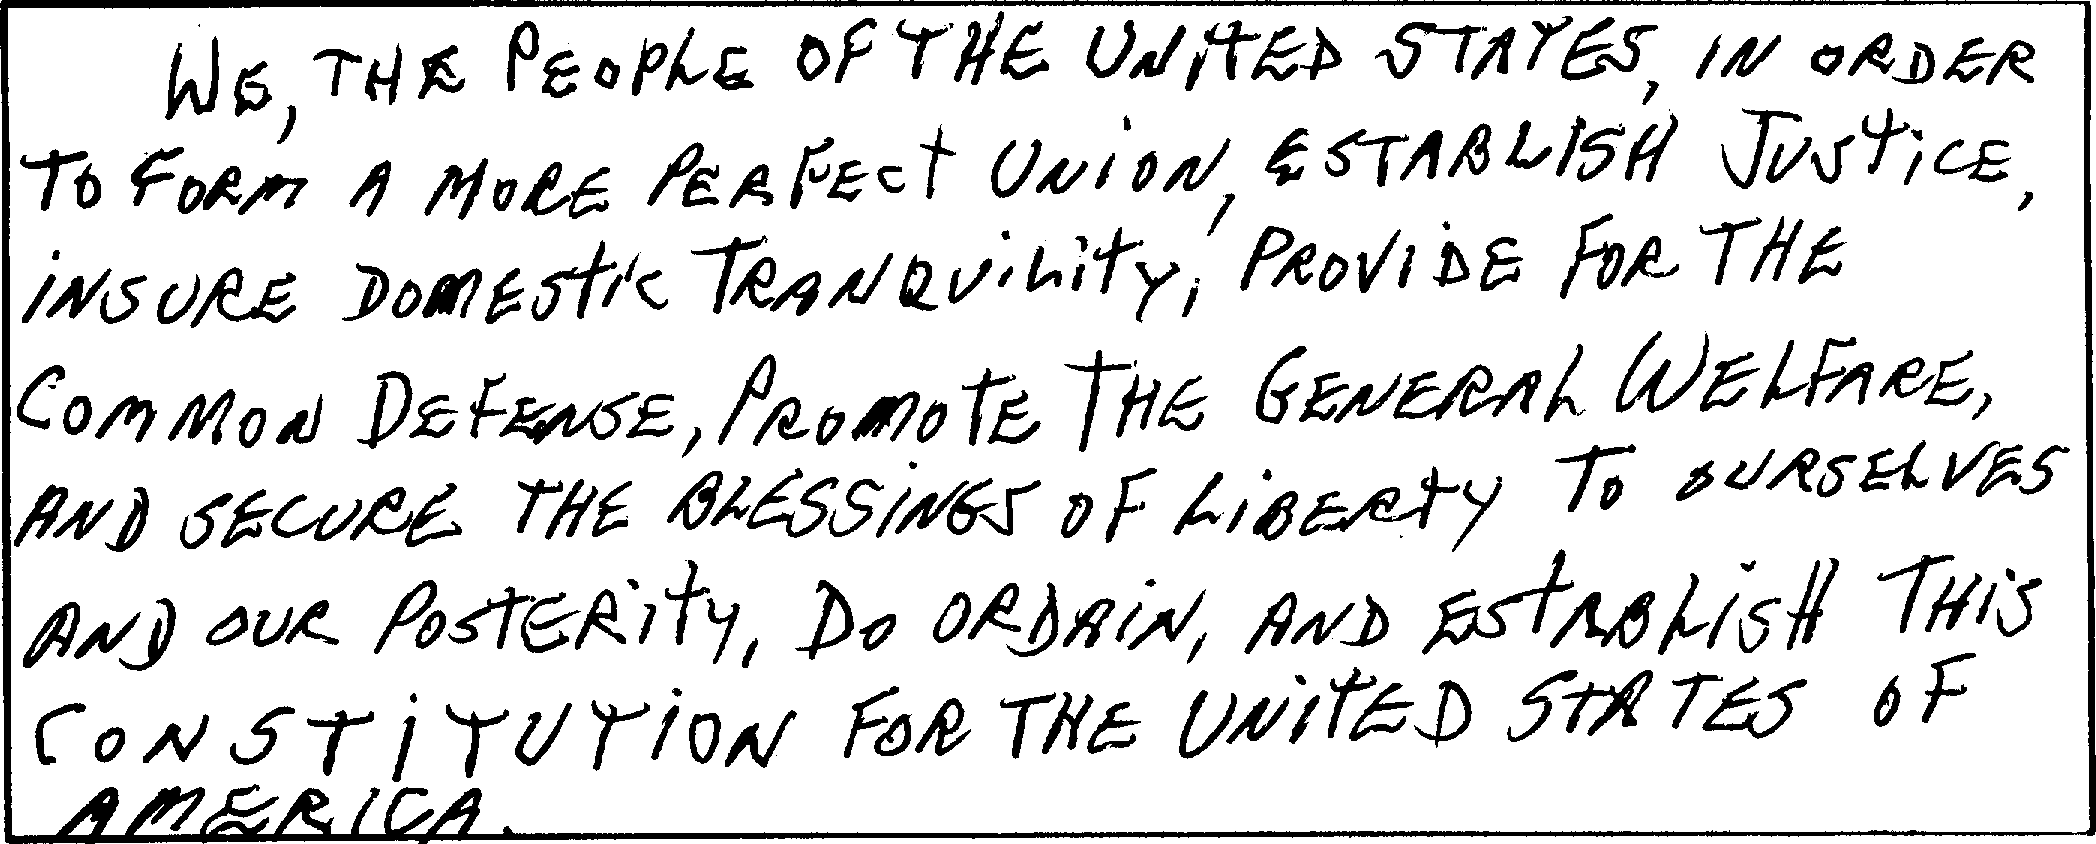 WE, THE PEOPLE OF THE UNITED STATES, IN ORDER
TO FORM A MORE PERFECT UNION, ESTABLISH JUSTICE,
INSURE DOMESTIC TRANQUILITY, PROVIDE FOR THE
COMMON DEFENSE, PROMOTE THE GENERAL WELFARE,
AND SECURE THE BLESSINGS OF LIBERTY TO OURSELVES
AND OUR POSTERITY, DO ORDAIN, AND ESTABLISH THIS
CONSTITUTION FOR THE UNITED STATES OF
AMERICA.